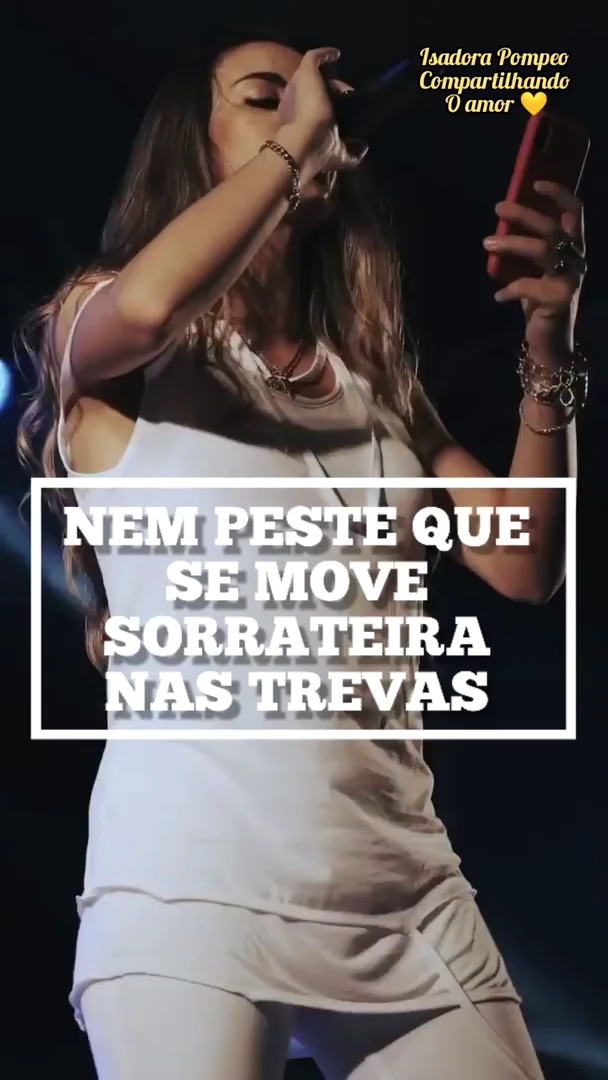 Isadora Pompeo
Compartilhando
O amor 💛
NEM PESTE QUE
SE MOVE
SORRATEIRA
NAS TREVAS